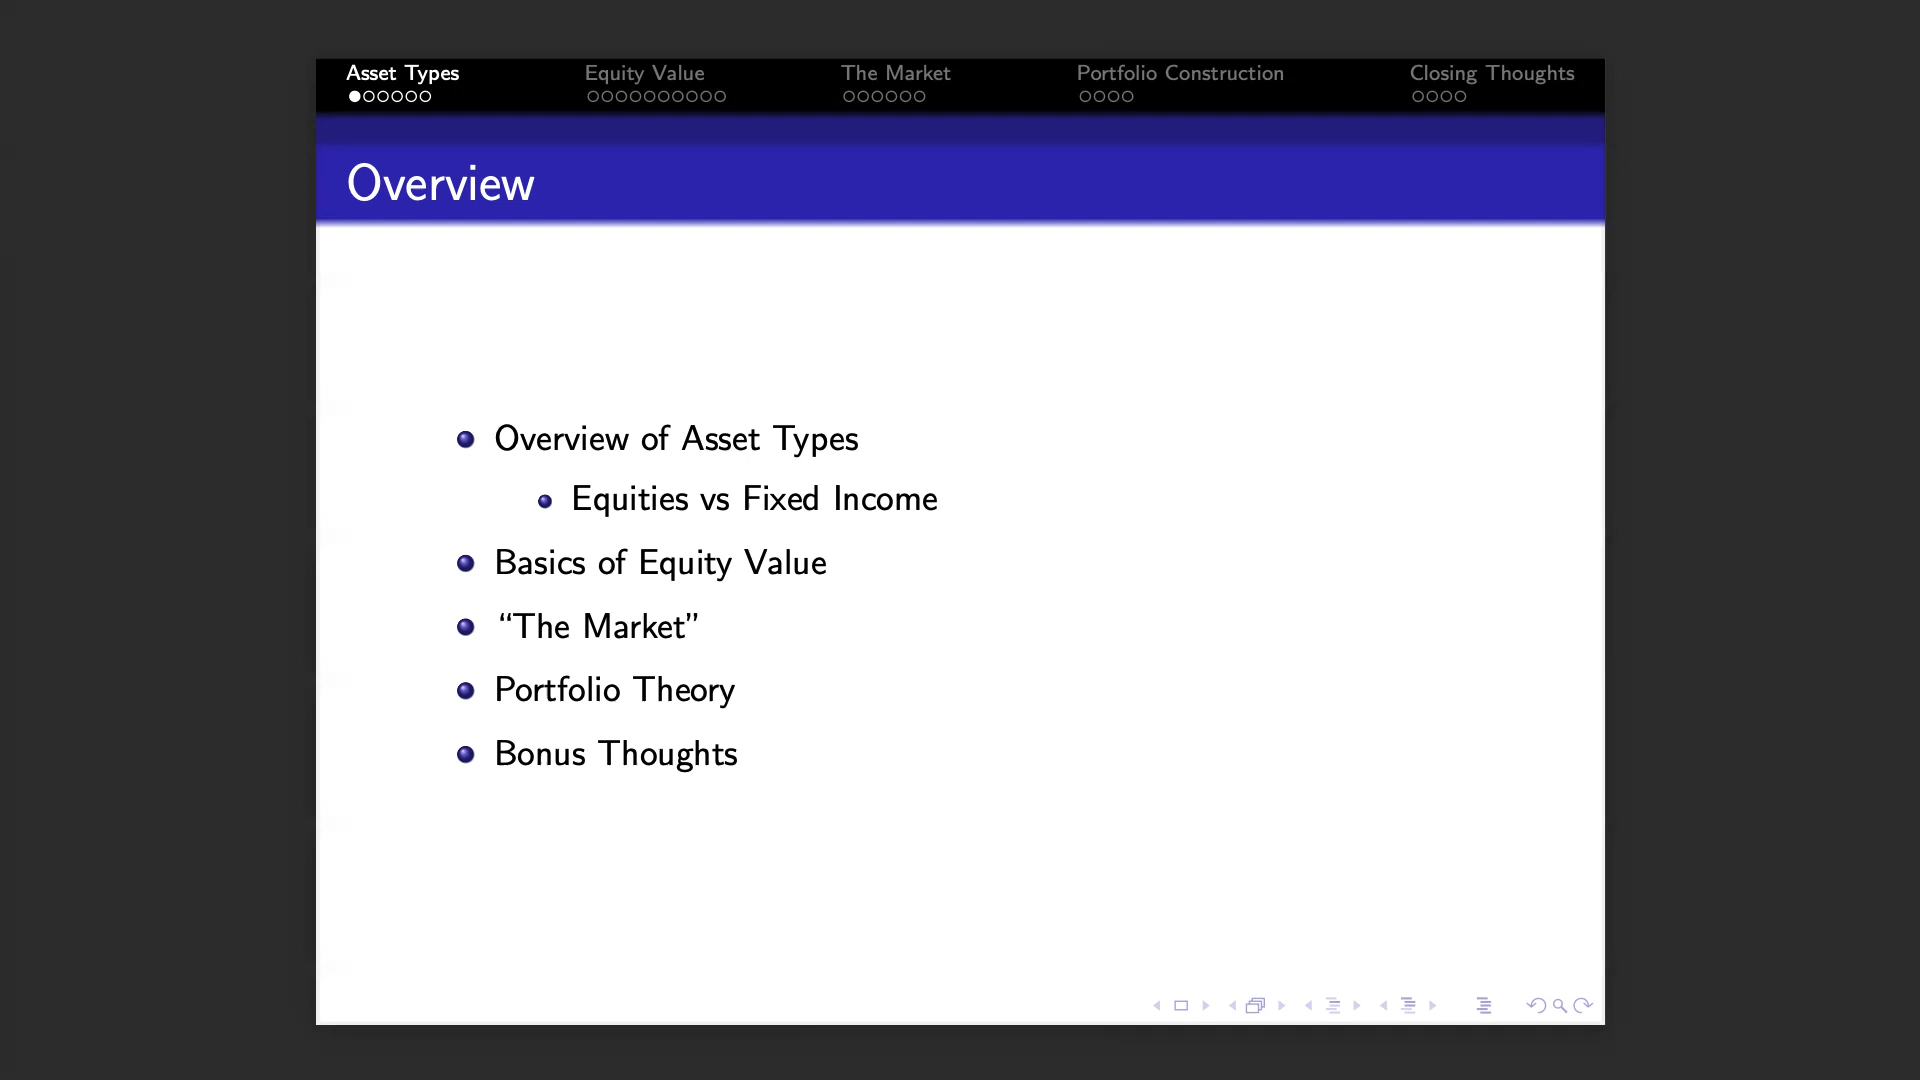 Asset Types Equity Value The Market Portfolio Construction Closing Thoughts
Overview
Overview of Asset Types
Equities vs Fixed Income
Basics of Equity Value
“The Market”
Portfolio Theory
Bonus Thoughts